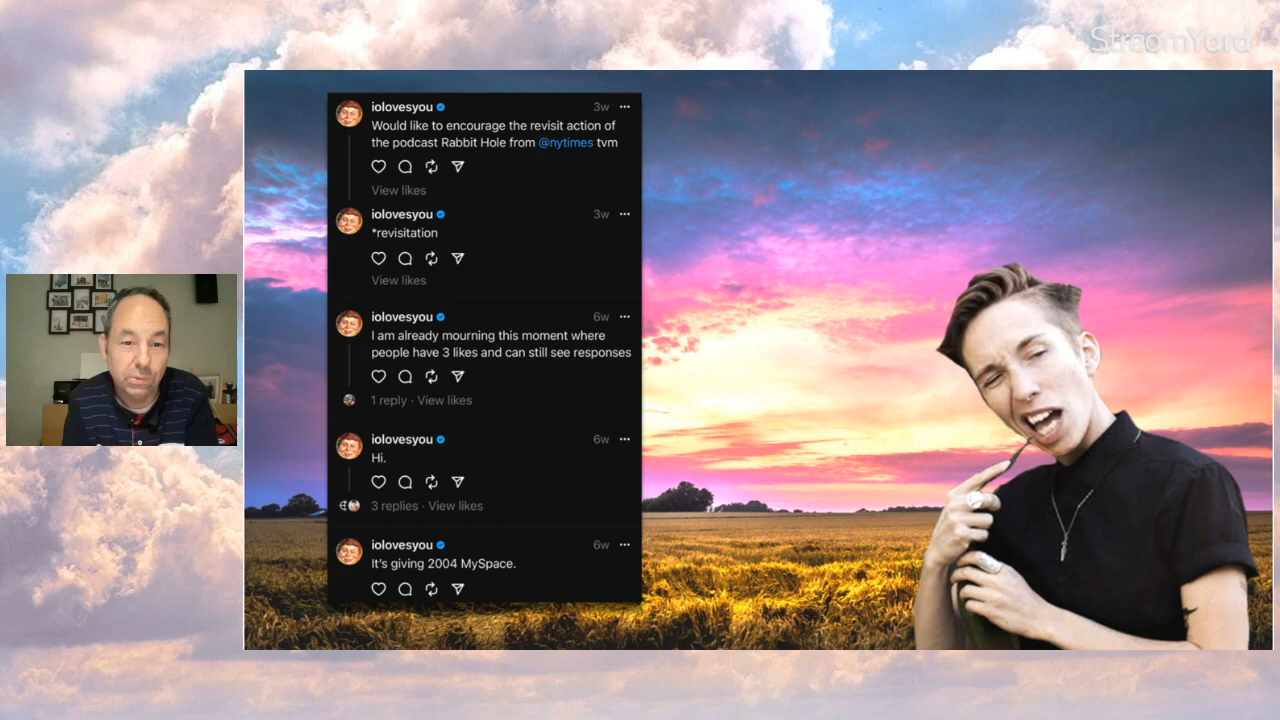 StreamYard
iolovesyou 3w
Would like to encourage the revisit action of
the podcast Rabbit Hole from @nytimes tvm
View likes
iolovesyou 3w
*revisitation
View likes
iolovesyou 6w
I am already mourning this moment where
people have 3 likes and can still see responses
1 reply · View likes
iolovesyou 6w
Hi.
3 replies · View likes
iolovesyou 6w
It's giving 2004 MySpace.